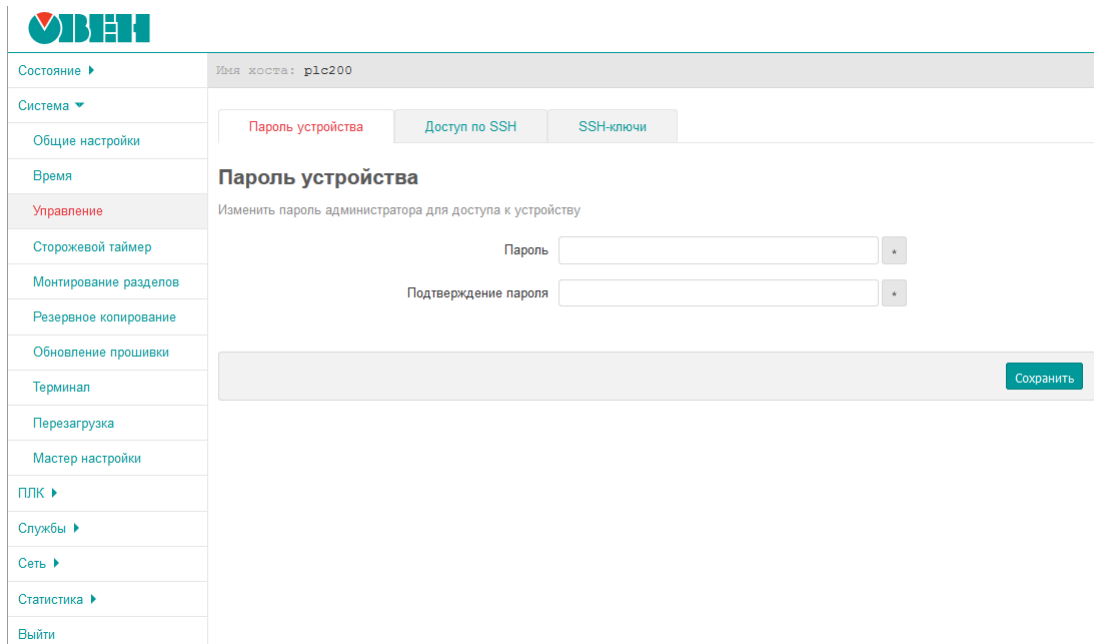 ОВЕН
Состояние
Имя хоста: plc200
Система
Пароль устройства Доступ по SSH SSH-ключи
Общие настройки
Время
Пароль устройства
Управление
Изменить пароль администратора для доступа к устройству
Сторожевой таймер
Пароль *
Монтирование разделов
Подтверждение пароля *
Резервное копирование
Обновление прошивки
Сохранить
Терминал
Перезагрузка
Мастер настройки
ПЛК
Службы
Сеть
Статистика
Выйти